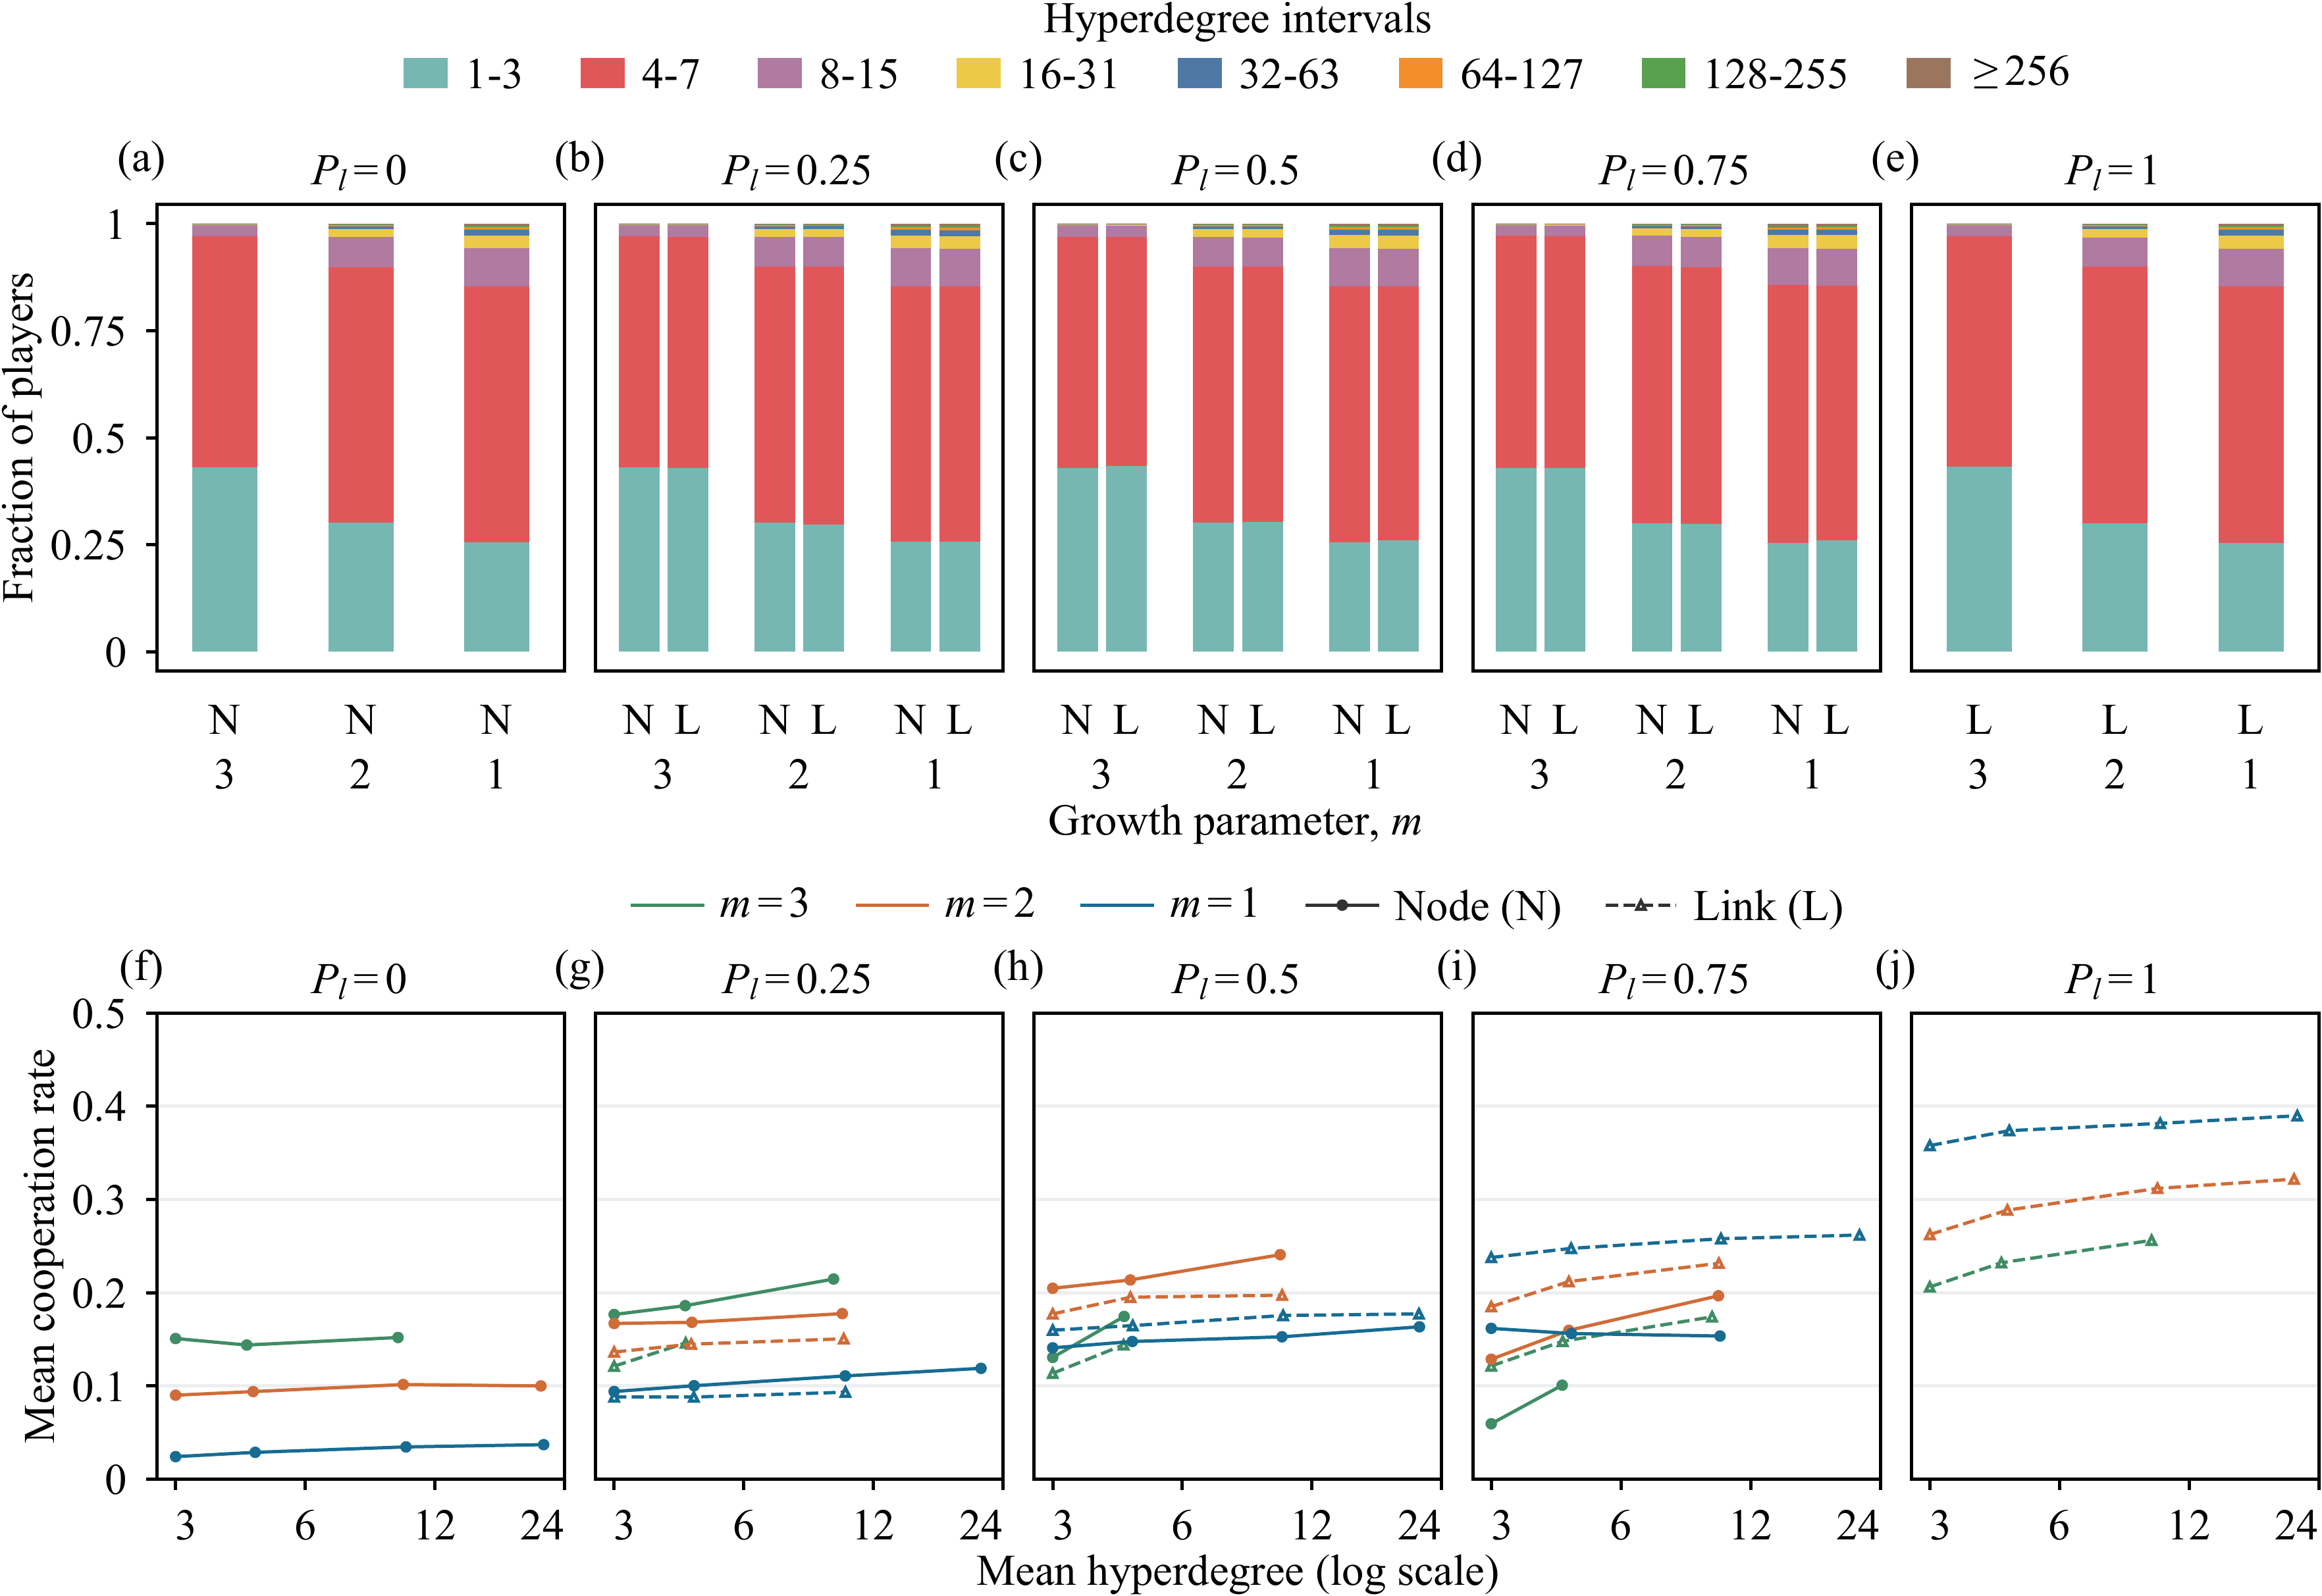 Hyperdegree intervals
1-3 4-7 8-15 16-31 32-63 64-127 128-255 ≥256
(a) (b) (c) (d) (e)
P_l = 0 P_l = 0.25 P_l = 0.5 P_l = 0.75 P_l = 1
Fraction of players
1
0.75
0.5
0.25
0
N N N N L N L N L N L N L N L N L N L N L L L L
3 2 1 3 2 1 3 2 1 3 2 1 3 2 1
Growth parameter, m
m = 3 m = 2 m = 1 Node (N) Link (L)
(f) (g) (h) (i) (j)
P_l = 0 P_l = 0.25 P_l = 0.5 P_l = 0.75 P_l = 1
Mean cooperation rate
0.5
0.4
0.3
0.2
0.1
0
3 6 12 24 3 6 12 24 3 6 12 24 3 6 12 24 3 6 12 24
Mean hyperdegree (log scale)